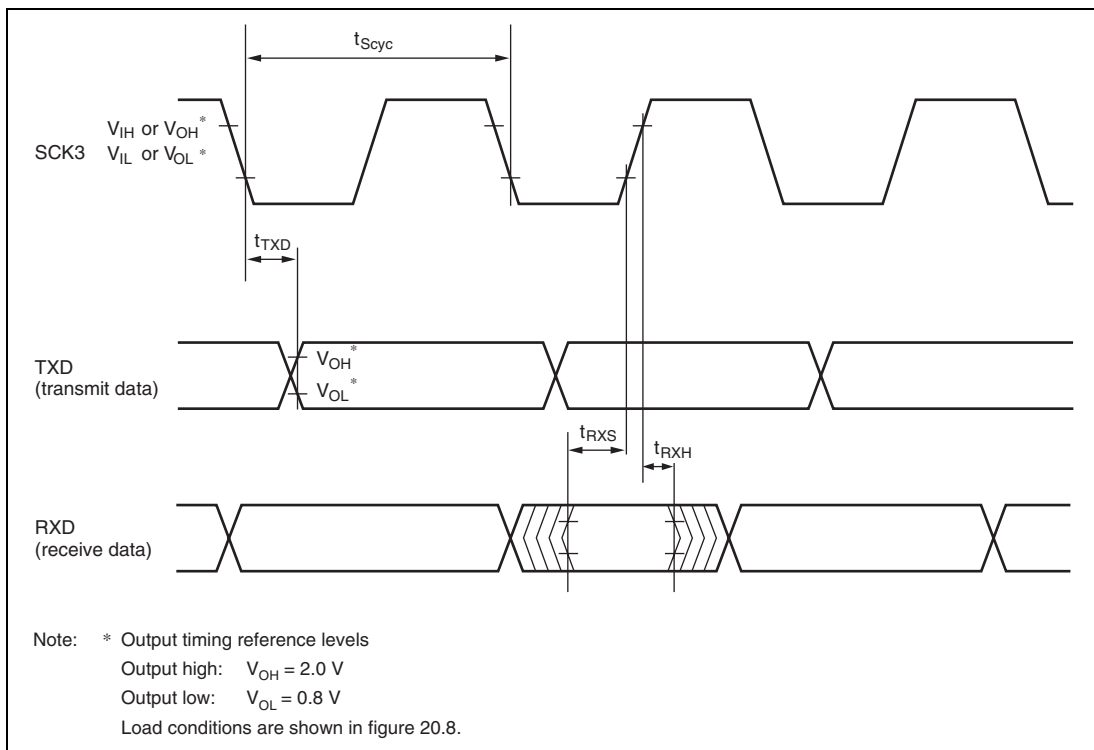 tScyc
VIH or VOH*
SCK3 VIL or VOL *
tTXD
TXD
(transmit data)
VOH*
VOL*
tRXS
tRXH
RXD
(receive data)
Note: * Output timing reference levels
Output high: VOH = 2.0 V
Output low: VOL = 0.8 V
Load conditions are shown in figure 20.8.